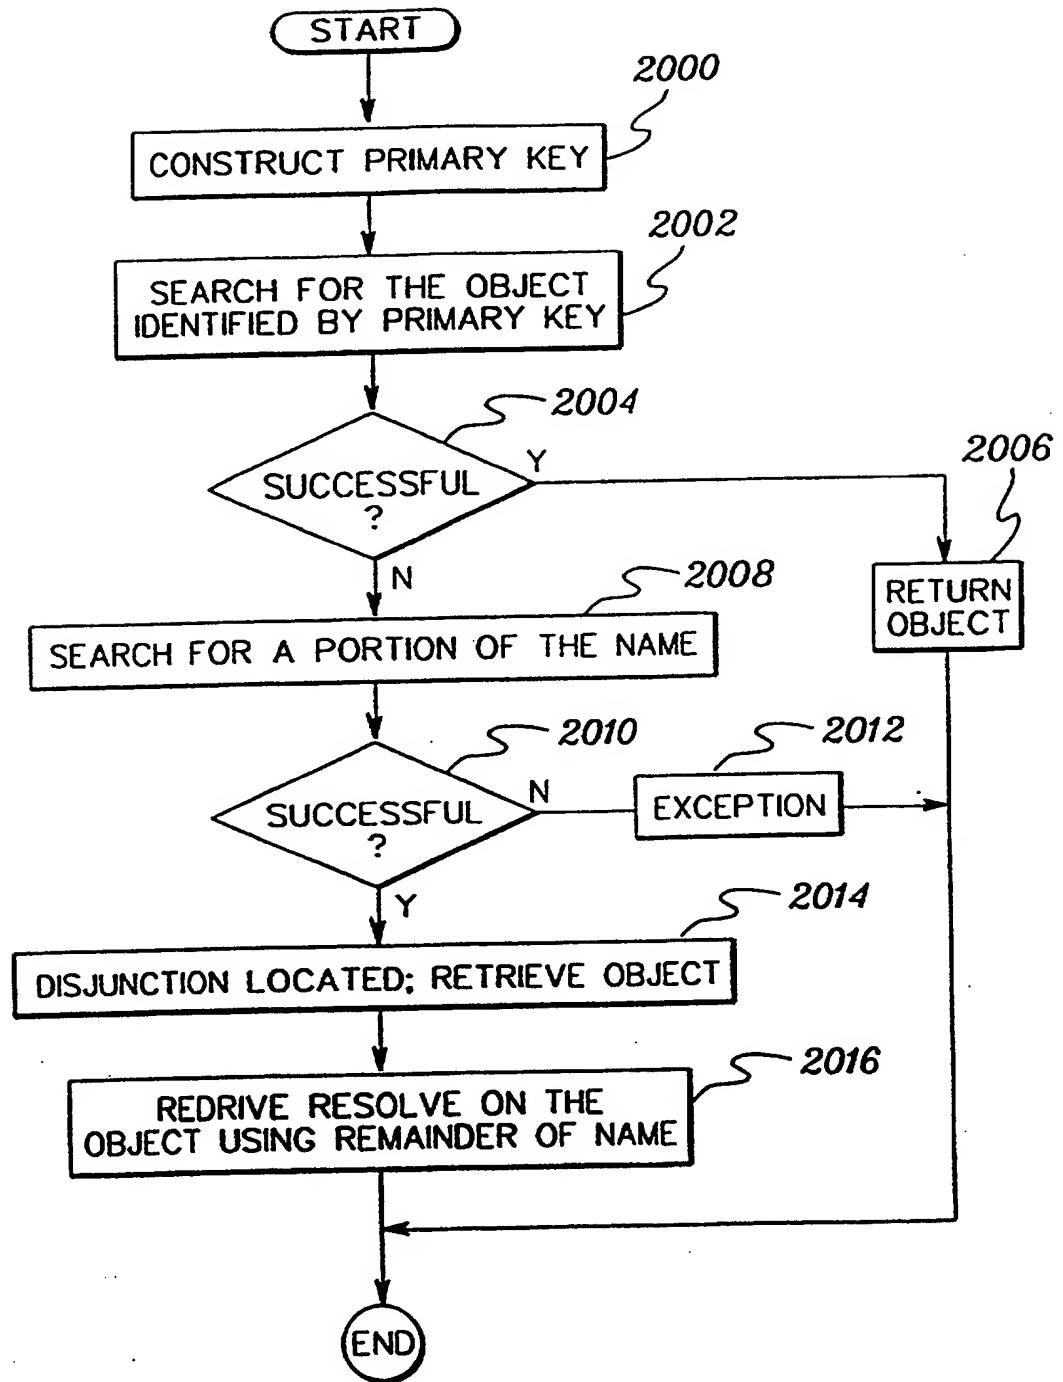 START
2000
CONSTRUCT PRIMARY KEY
2002
SEARCH FOR THE OBJECT
IDENTIFIED BY PRIMARY KEY
2004
SUCCESSFUL
?
Y
2006
N
RETURN
OBJECT
2008
SEARCH FOR A PORTION OF THE NAME
2010
SUCCESSFUL
?
N
2012
EXCEPTION
Y
2014
DISJUNCTION LOCATED; RETRIEVE OBJECT
2016
REDRIVE RESOLVE ON THE
OBJECT USING REMAINDER OF NAME
END